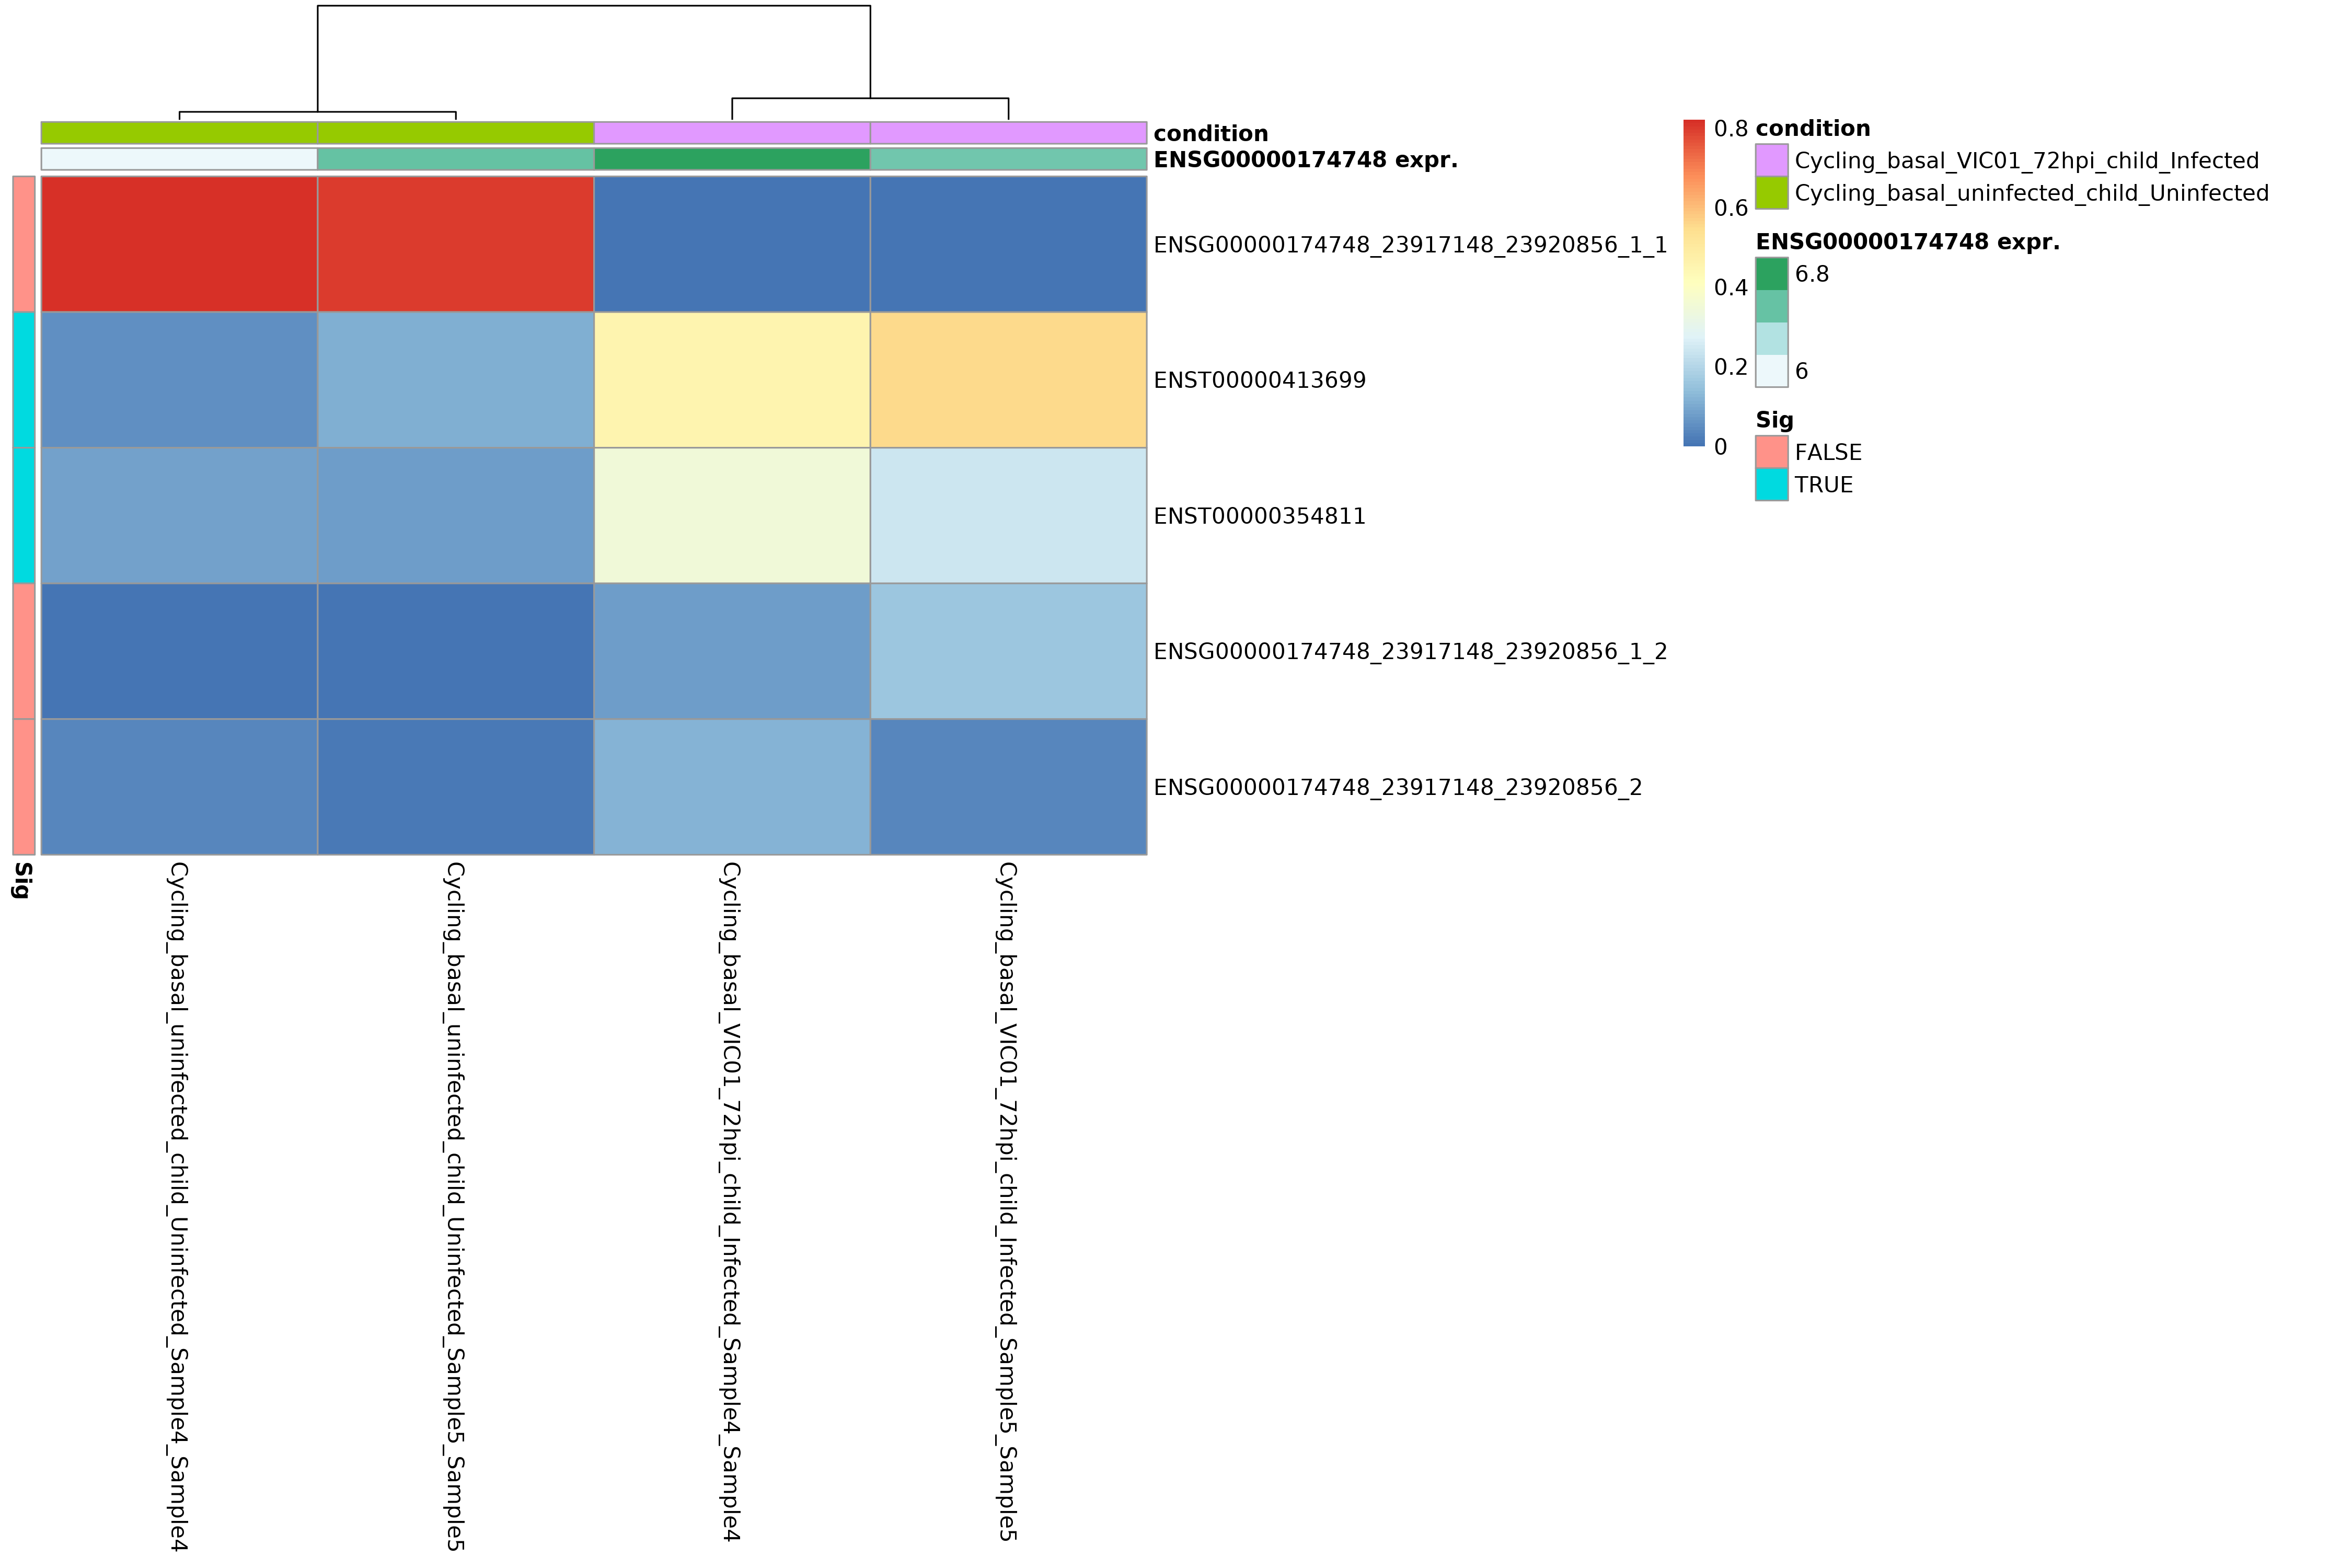 condition
ENSG00000174748 expr.
ENSG00000174748_23917148_23920856_1_1
ENST00000413699
ENST00000354811
ENSG00000174748_23917148_23920856_1_2
ENSG00000174748_23917148_23920856_2
Sig
Cycling_basal_uninfected_child_Uninfected_Sample4_Sample4
Cycling_basal_uninfected_child_Uninfected_Sample5_Sample5
Cycling_basal_VIC01_72hpi_child_Infected_Sample4_Sample4
Cycling_basal_VIC01_72hpi_child_Infected_Sample5_Sample5
0.8
0.6
0.4
0.2
0
condition
Cycling_basal_VIC01_72hpi_child_Infected
Cycling_basal_uninfected_child_Uninfected
ENSG00000174748 expr.
6.8
6
Sig
FALSE
TRUE